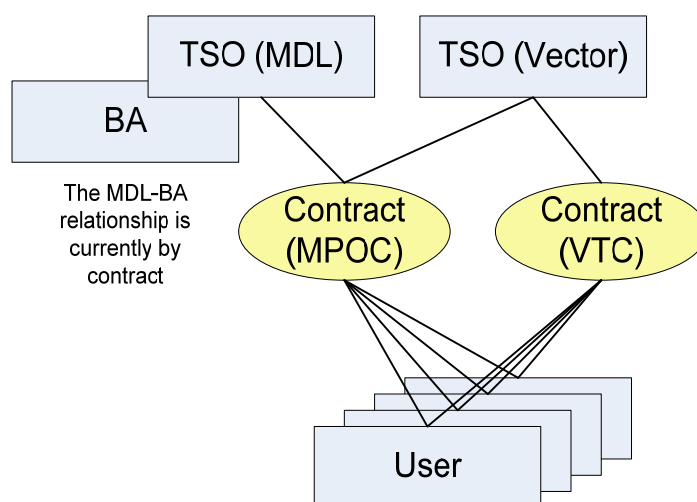 TSO (MDL)
TSO (Vector)
BA
The MDL-BA
relationship is
currently by
contract
Contract
(MPOC)
Contract
(VTC)
User